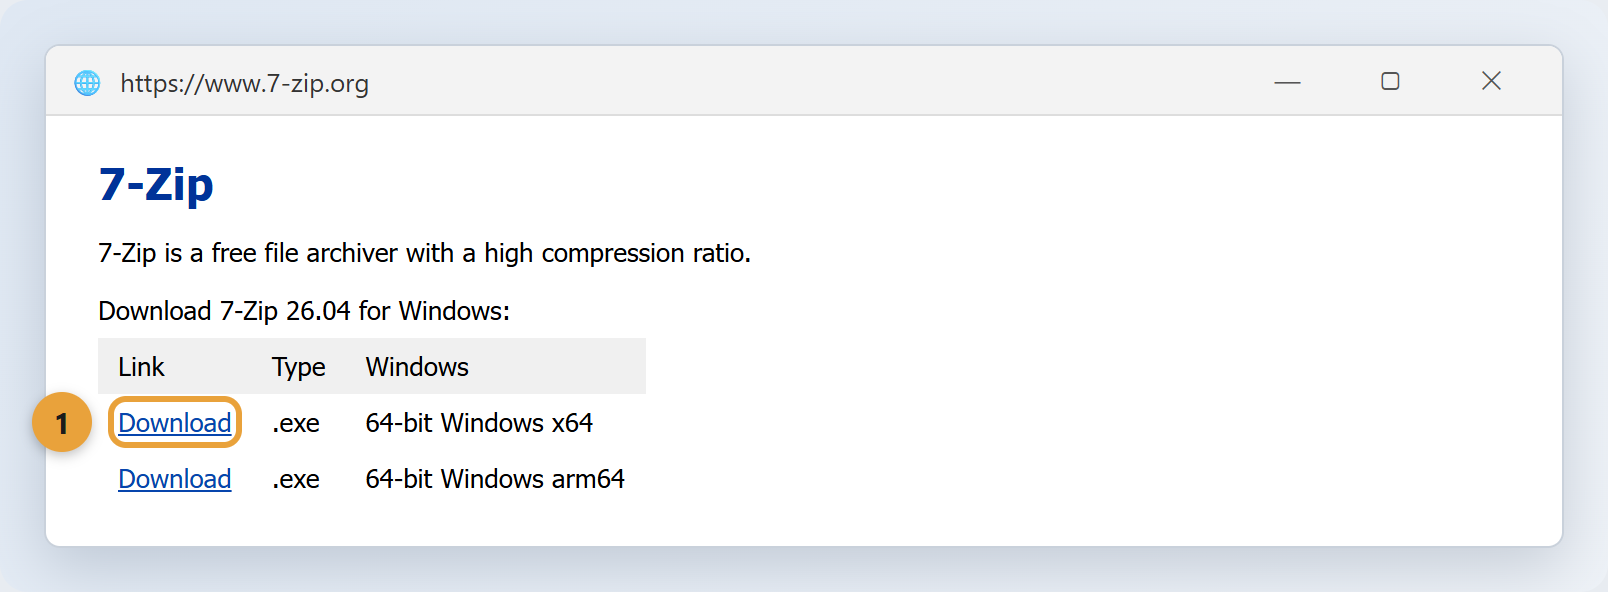 https://www.7-zip.org
7-Zip
7-Zip is a free file archiver with a high compression ratio.
Download 7-Zip 26.04 for Windows:
Link Type Windows
1 Download .exe 64-bit Windows x64
Download .exe 64-bit Windows arm64